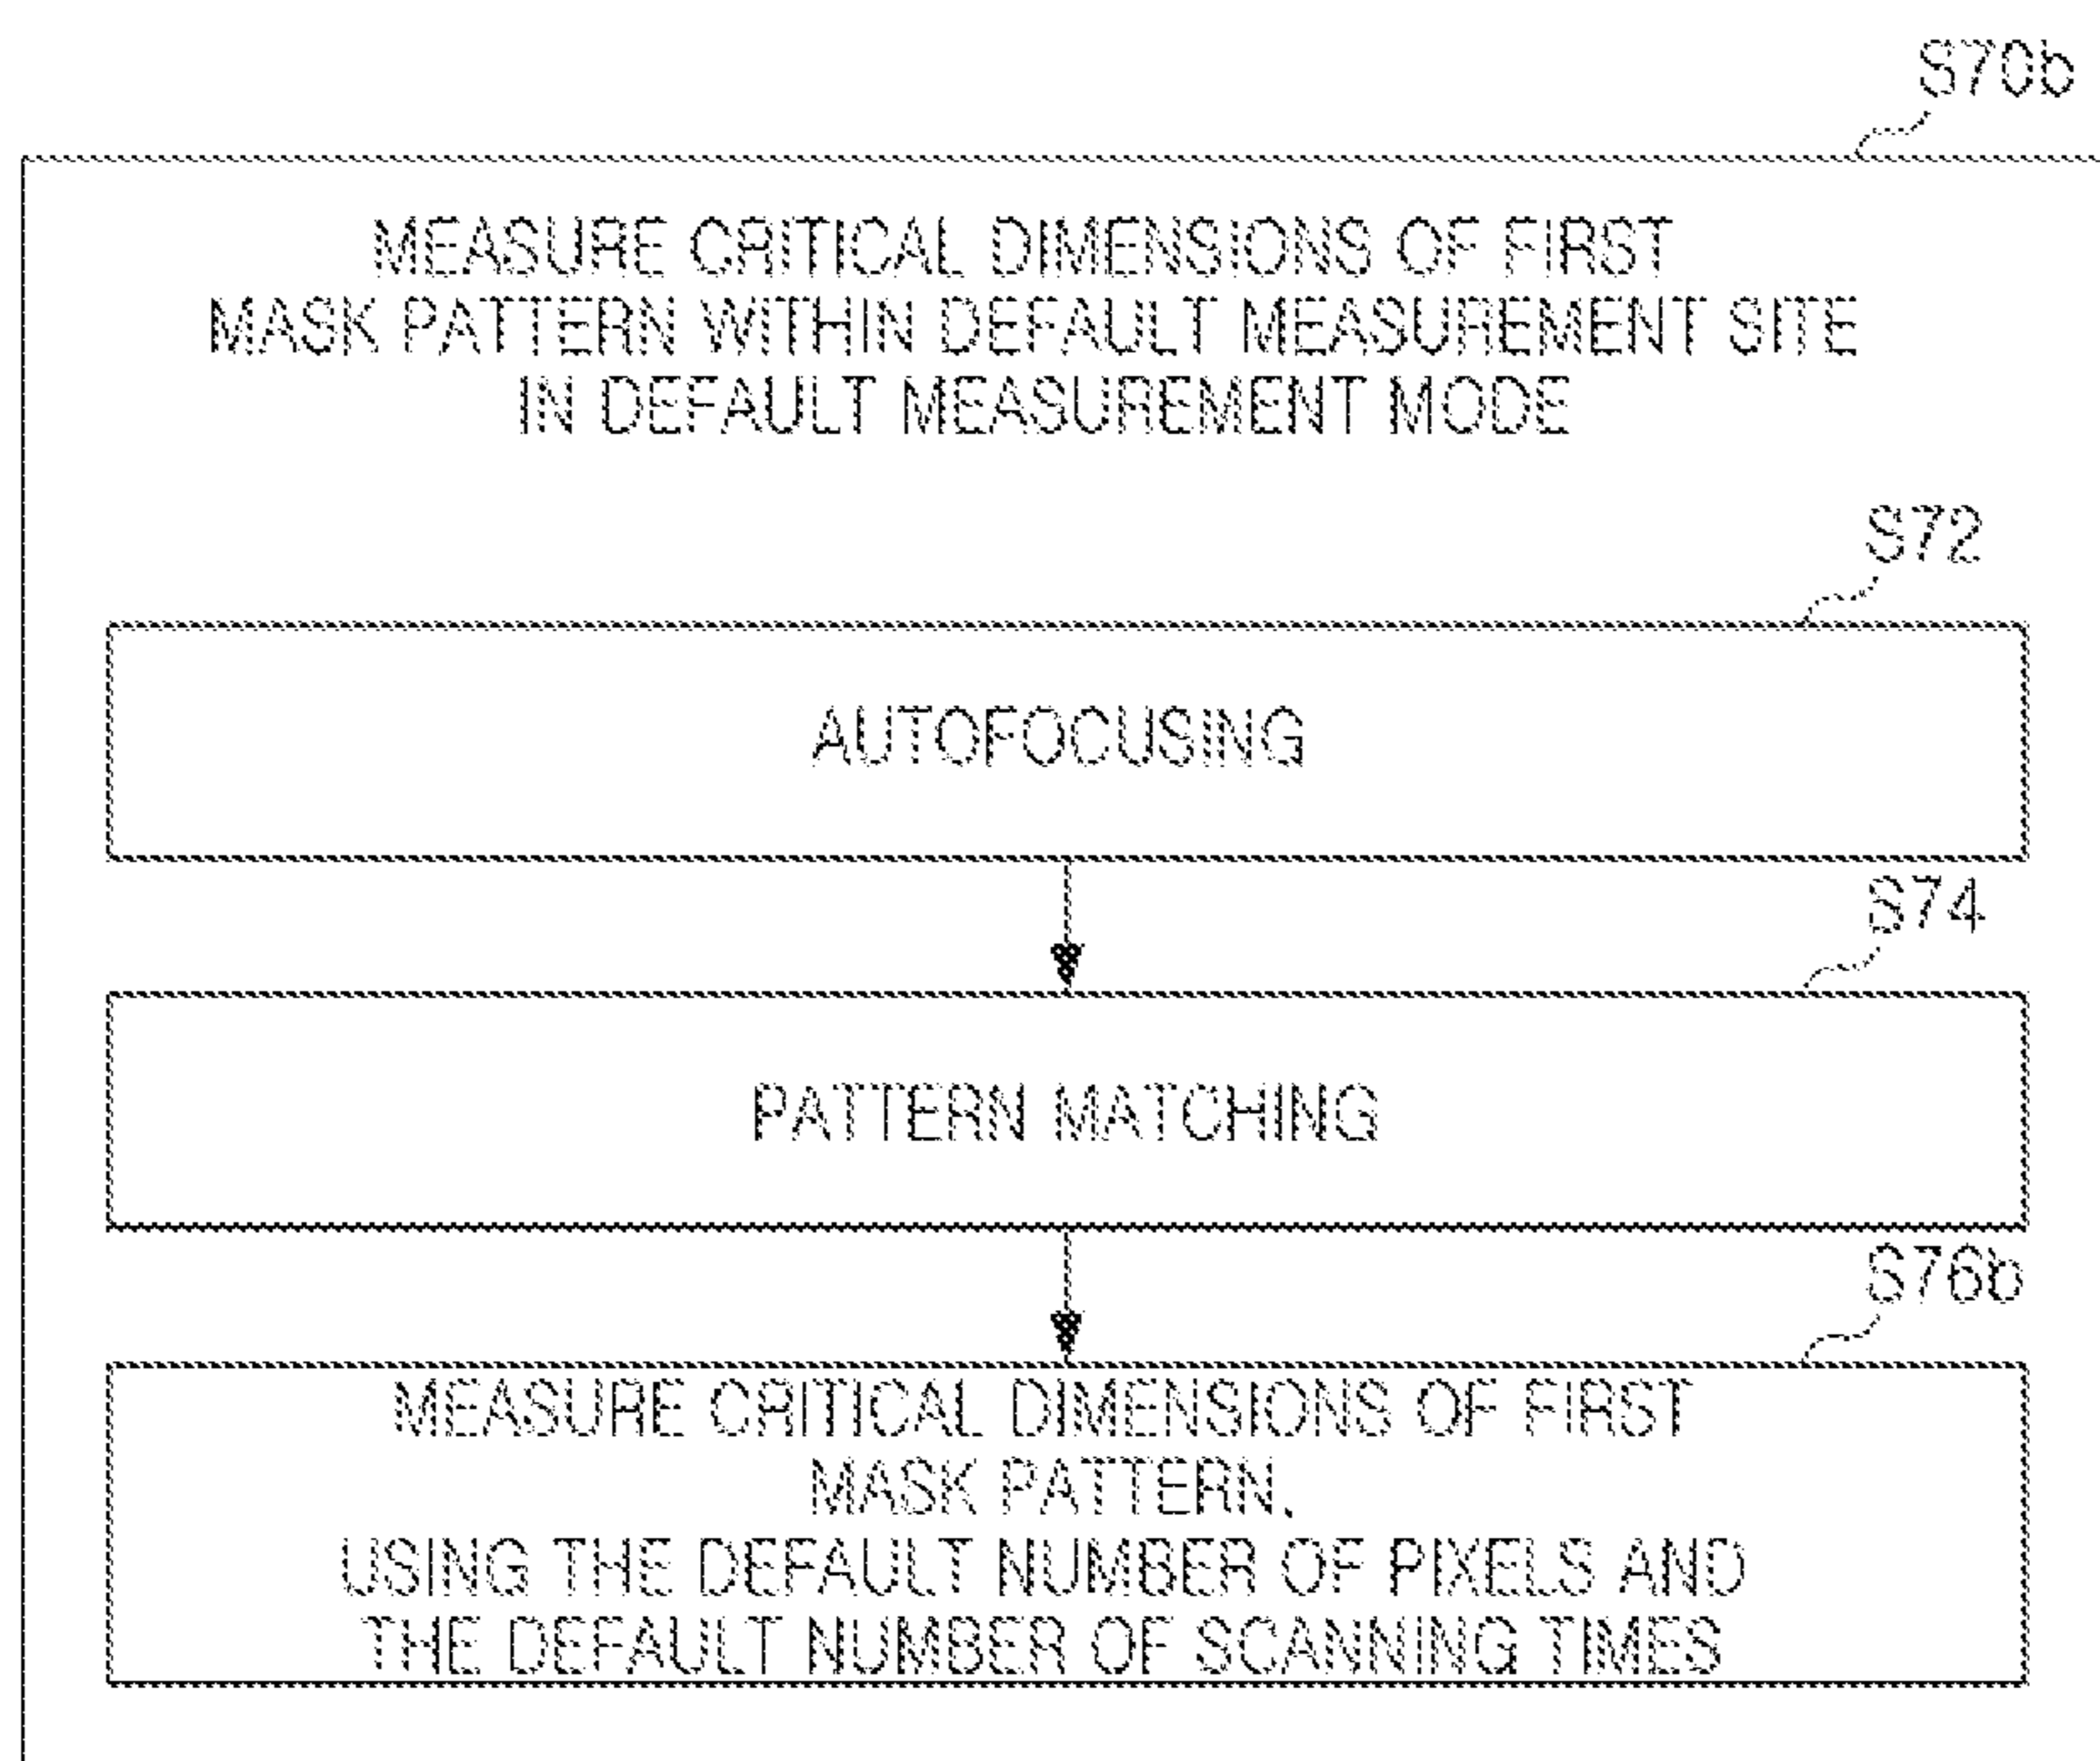 S70b
MEASURE CRITICAL DIMENSIONS OF FIRST
MASK PATTERN WITHIN DEFAULT MEASUREMENT SITE
IN DEFAULT MEASUREMENT MODE
S72
AUTOFOCUSING
S74
PATTERN MATCHING
S76b
MEASURE CRITICAL DIMENSIONS OF FIRST
MASK PATTERN,
USING THE DEFAULT NUMBER OF PIXELS AND
THE DEFAULT NUMBER OF SCANNING TIMES